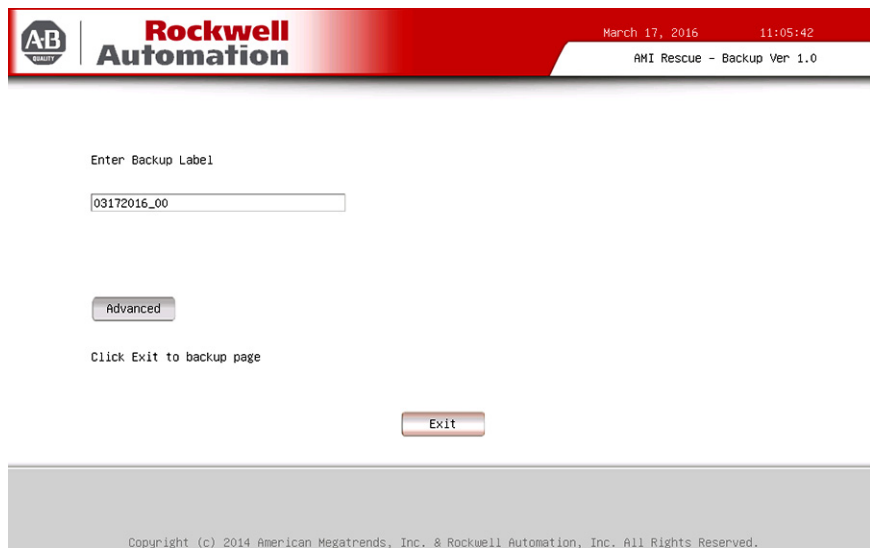 A·B
QUALITY
Rockwell
Automation
March 17, 2016 11:05:42
AMI Rescue - Backup Ver 1.0
Enter Backup Label
03172016_00
Advanced
Click Exit to backup page
Exit
Copyright (c) 2014 American Megatrends, Inc. & Rockwell Automation, Inc. All Rights Reserved.